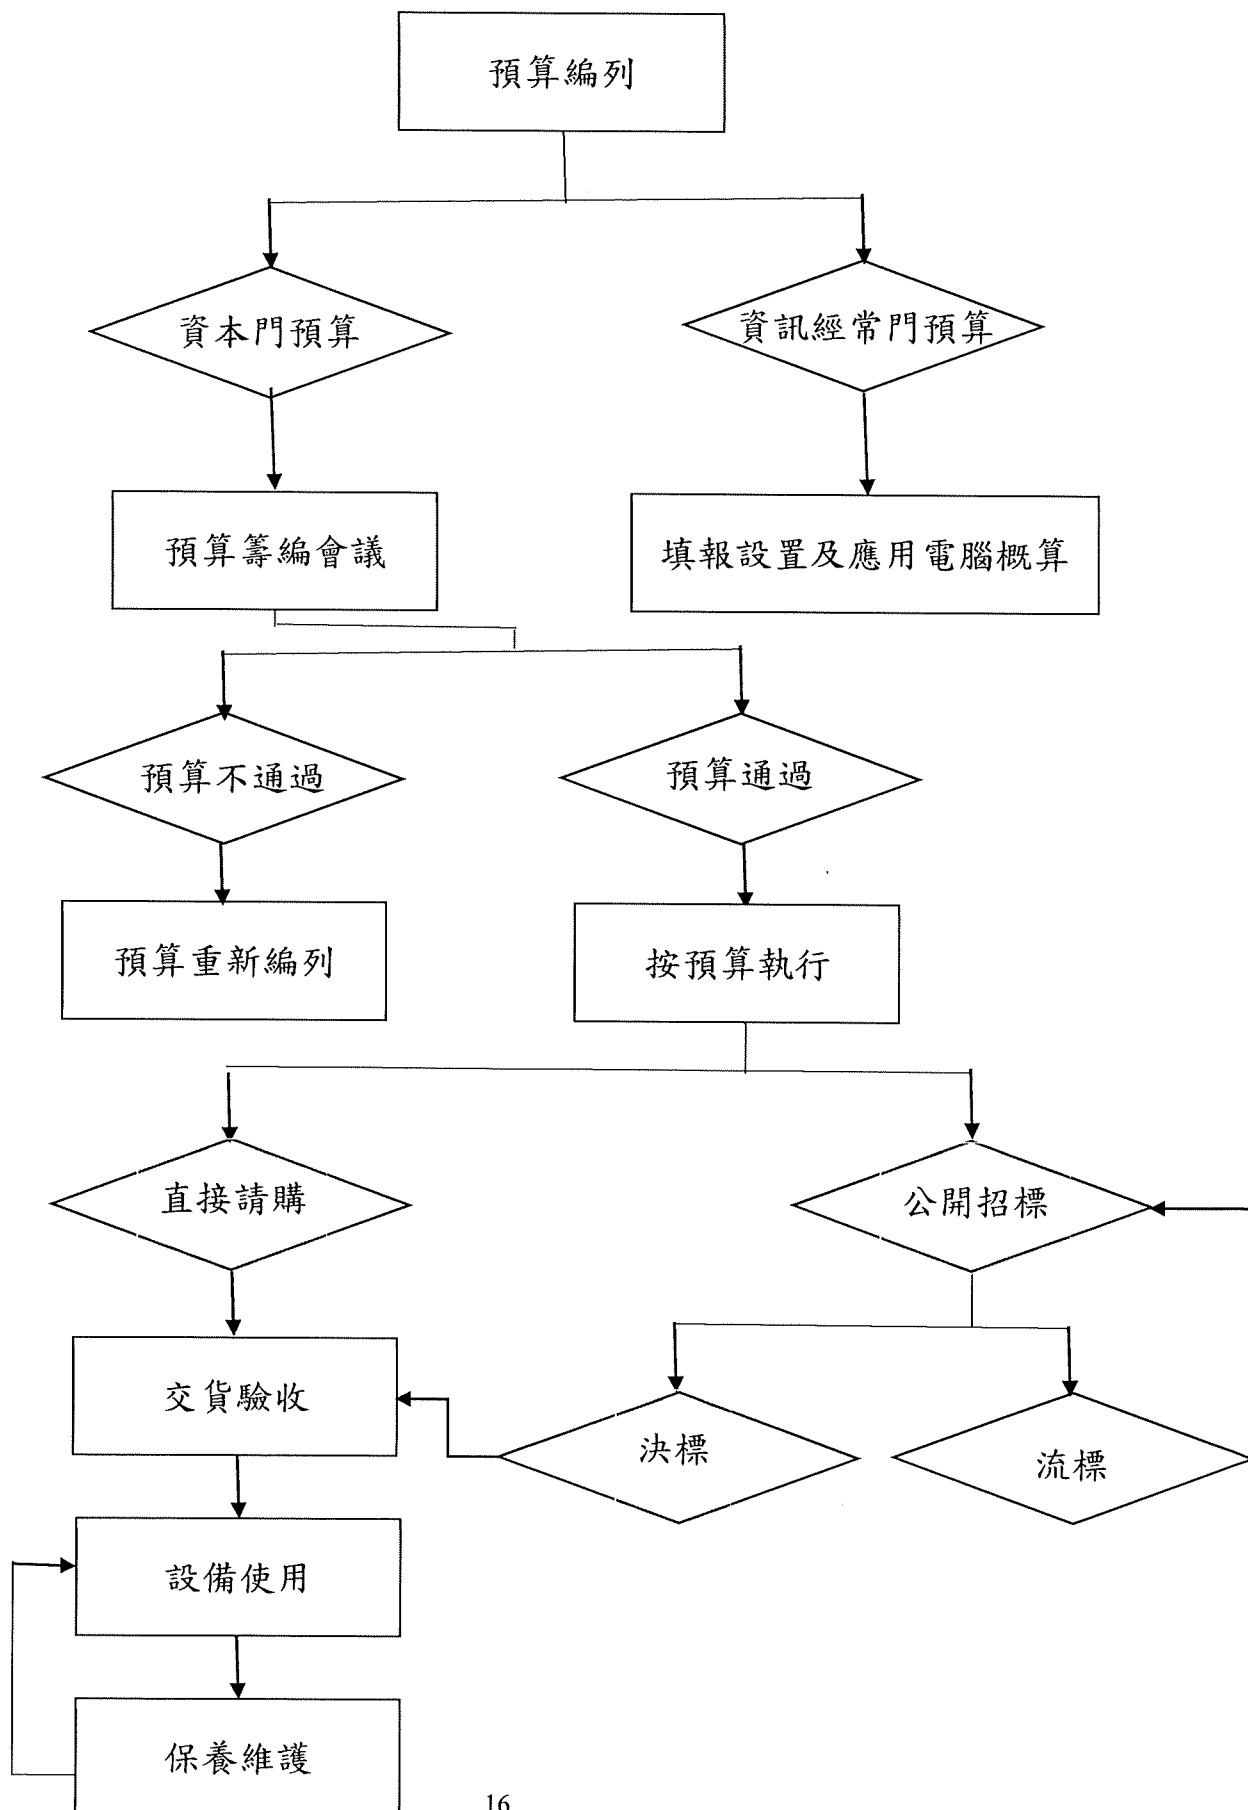 預算編列
資本門預算
資訊經常門預算
預算籌編會議
填報設置及應用電腦概算
預算不通過
預算通過
預算重新編列
按預算執行
直接請購
公開招標
交貨驗收
決標
流標
設備使用
保養維護
16